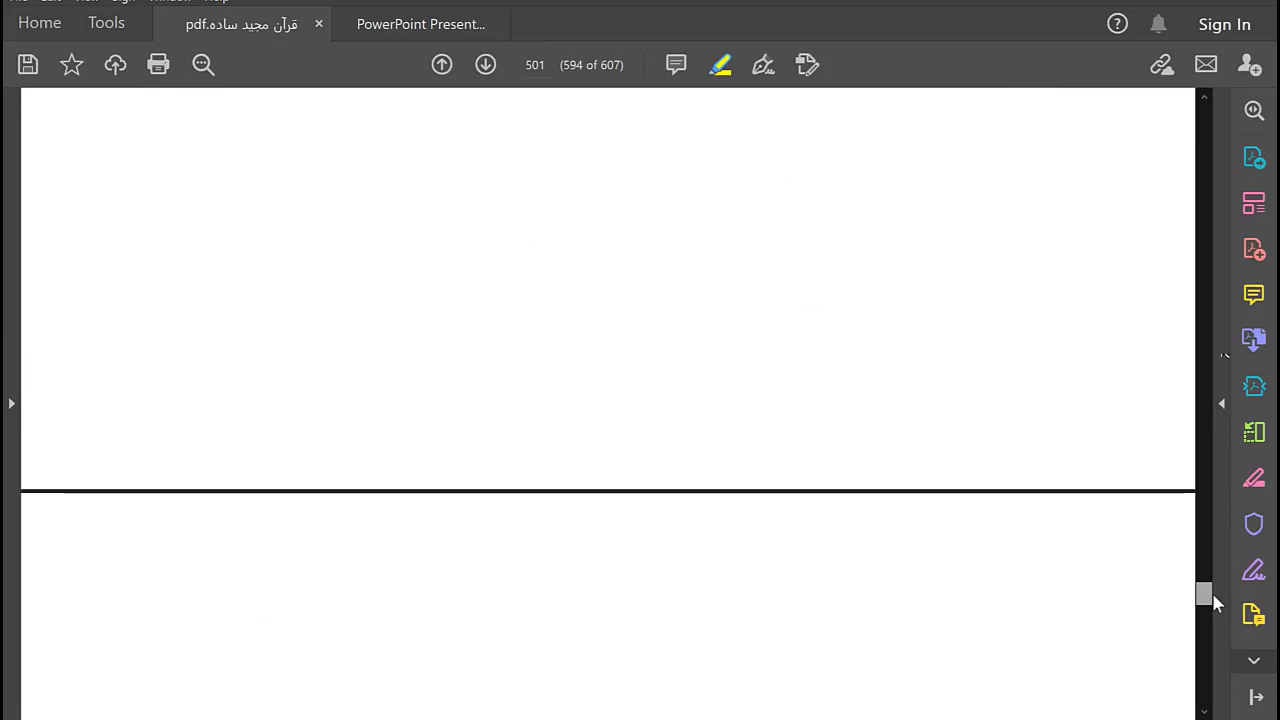 Home
Tools
قرآن مجید ساده.pdf
PowerPoint Present...
Sign In
501
(594 of 607)